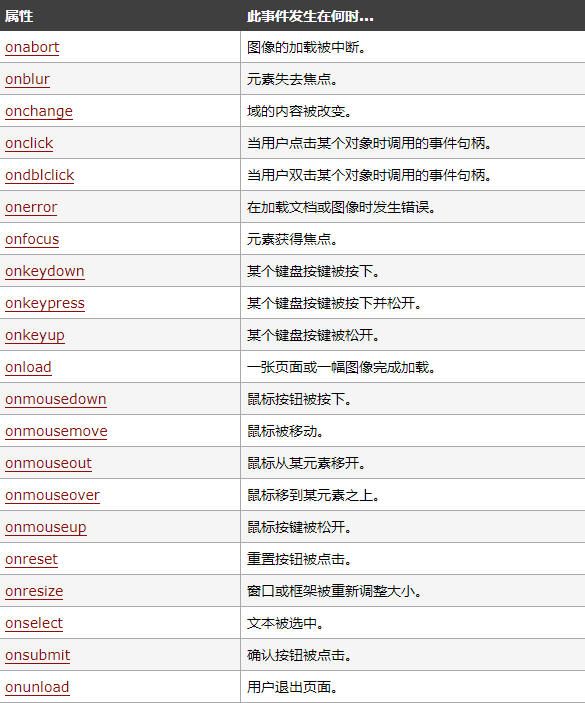 属性 此事件发生在何时...
onabort 图像的加载被中断。
onblur 元素失去焦点。
onchange 域的内容被改变。
onclick 当用户点击某个对象时调用的事件句柄。
ondblclick 当用户双击某个对象时调用的事件句柄。
onerror 在加载文档或图像时发生错误。
onfocus 元素获得焦点。
onkeydown 某个键盘按键被按下。
onkeypress 某个键盘按键被按下并松开。
onkeyup 某个键盘按键被松开。
onload 一张页面或一幅图像完成加载。
onmousedown 鼠标按钮被按下。
onmousemove 鼠标被移动。
onmouseout 鼠标从某元素移开。
onmouseover 鼠标移到某元素之上。
onmouseup 鼠标按键被松开。
onreset 重置按钮被点击。
onresize 窗口或框架被重新调整大小。
onselect 文本被选中。
onsubmit 确认按钮被点击。
onunload 用户退出页面。